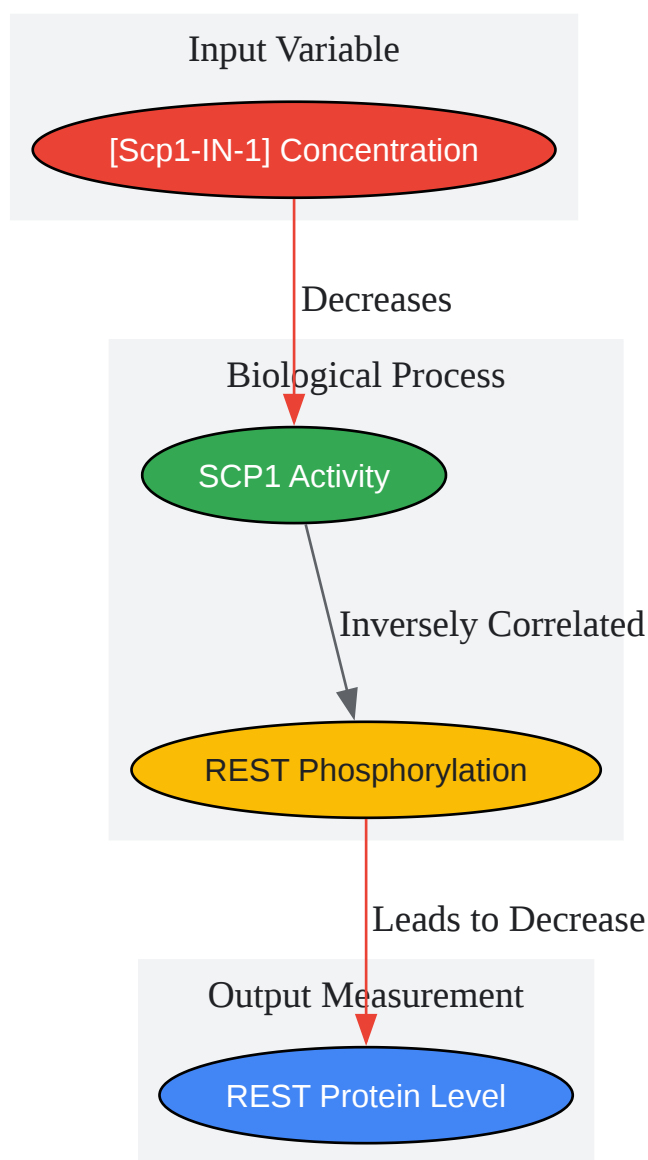 Input Variable
[Scp1-IN-1] Concentration
Decreases
Biological Process
SCP1 Activity
Inversely Correlated
REST Phosphorylation
Leads to Decrease
Output Measurement
REST Protein Level